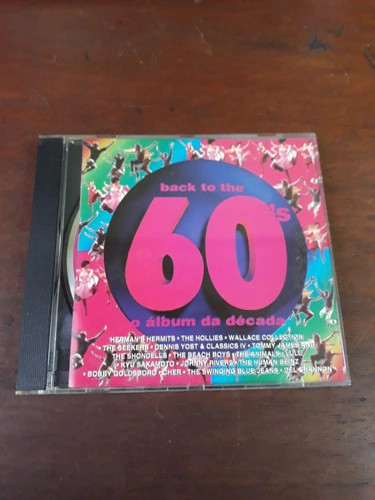 back to the
60's
o álbum da década
HERMAN'S HERMITS • THE HOLLIES • WALLACE COLLECTION
• THE SEEKERS • DENNIS YOST & CLASSICS IV • TOMMY JAMES AND
THE SHONDELLS • THE BEACH BOYS • THE ANIMALS • LULU
• KYU SAKAMOTO • JOHNNY RIVERS • THE HUMAN BEINZ
• BOBBY GOLDSBORO • CHER • THE SWINGING BLUE JEANS • DEL SHANNON